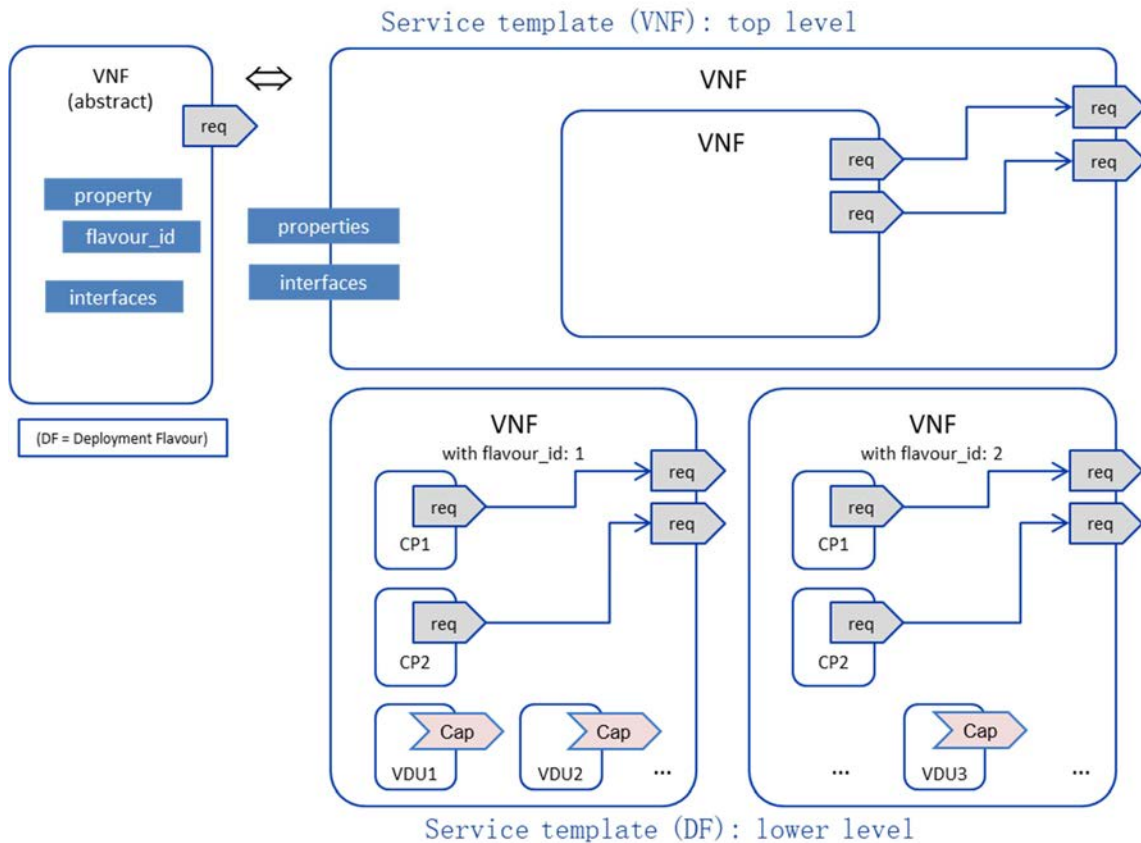 Service template (VNF): top level
VNF
(abstract)
req
property
flavour_id
interfaces
(DF = Deployment Flavour)
VNF
properties
interfaces
VNF
req
req
req
req
VNF
with flavour_id: 1
req
req
req
CP1
req
CP2
Cap
VDU1
Cap
VDU2
...
VNF
with flavour_id: 2
req
req
req
CP1
req
CP2
...
Cap
VDU3
...
Service template (DF): lower level